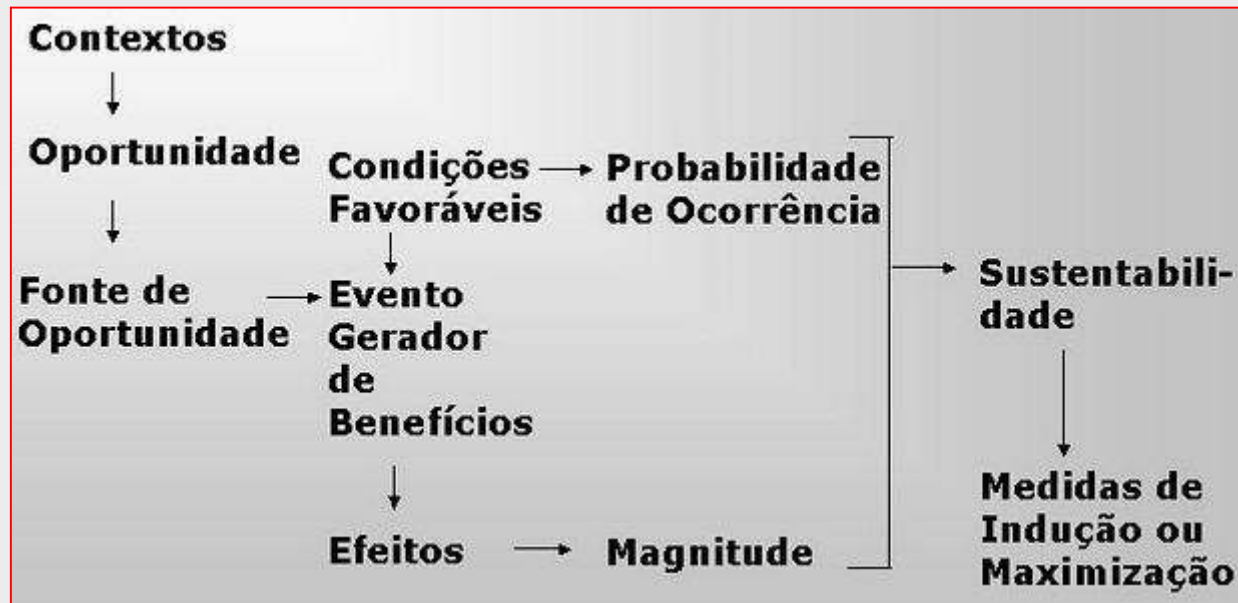 Contextos
Oportunidade
Fonte de
Oportunidade
Condições
Favoráveis
Evento
Gerador
de
Benefícios
Efeitos
Probabilidade
de Ocorrência
Magnitude
Sustentabili-
dade
Medidas de
Indução ou
Maximização